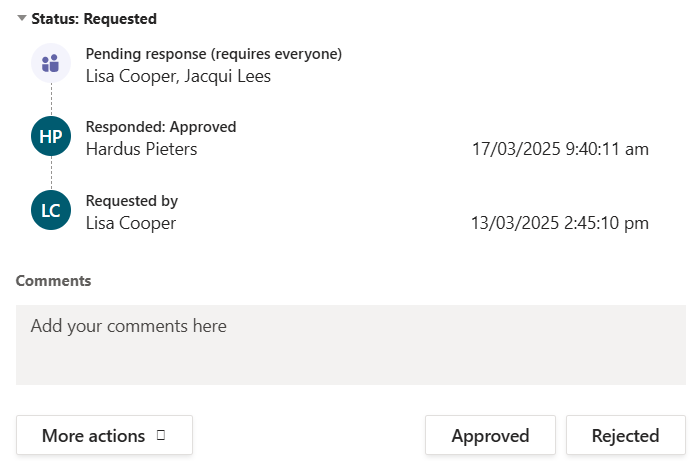 Status: Requested
Pending response (requires everyone)
Lisa Cooper, Jacqui Lees
HP
Responded: Approved
Hardus Pieters 17/03/2025 9:40:11 am
LC
Requested by
Lisa Cooper 13/03/2025 2:45:10 pm
Comments
Add your comments here
More actions Approved Rejected